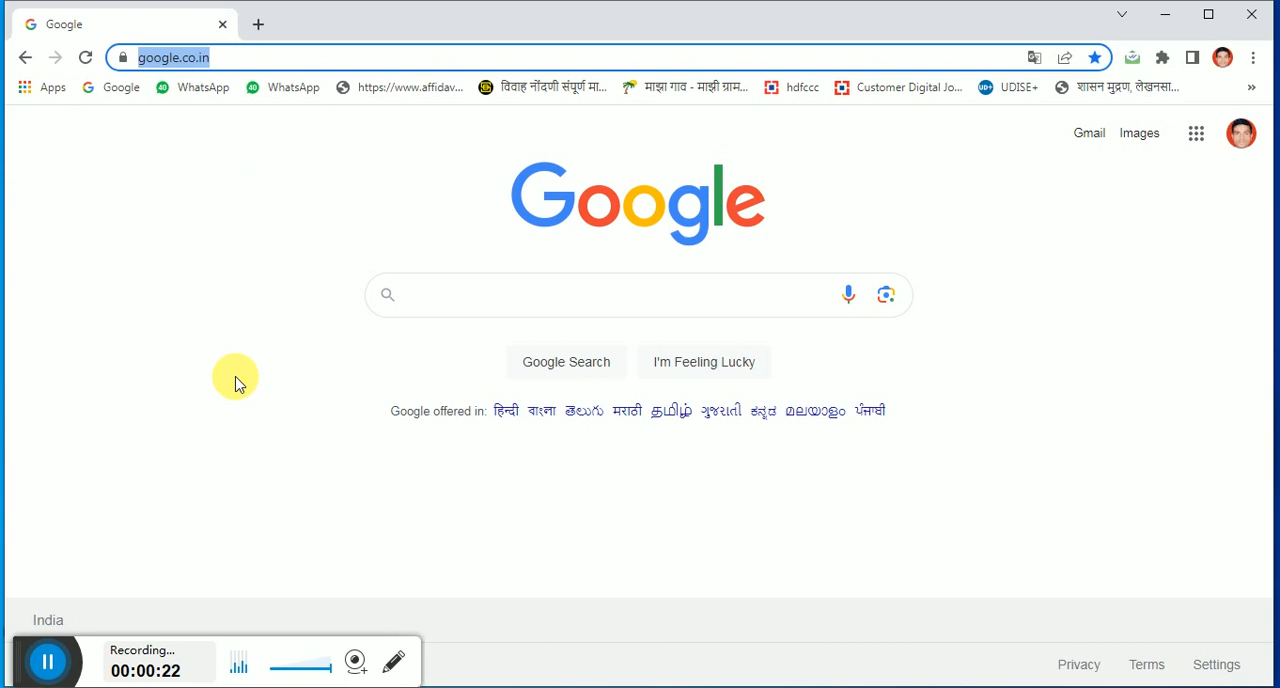 Google
google.co.in
Apps Google WhatsApp WhatsApp https://www.affidav... विवाह नोंदणी संपूर्ण मा... माझा गाव - माझी ग्राम... hdfccc Customer Digital Jo... UDISE+ शासन मुद्रण, लेखनसा... »
Gmail Images
Google
Google Search I'm Feeling Lucky
Google offered in: हिन्दी বাংলা తెలుగు मराठी தமிழ் ગુજરાતી ಕನ್ನಡ മലയാളം ਪੰਜਾਬੀ
India
Recording...
00:00:22
Privacy Terms Settings